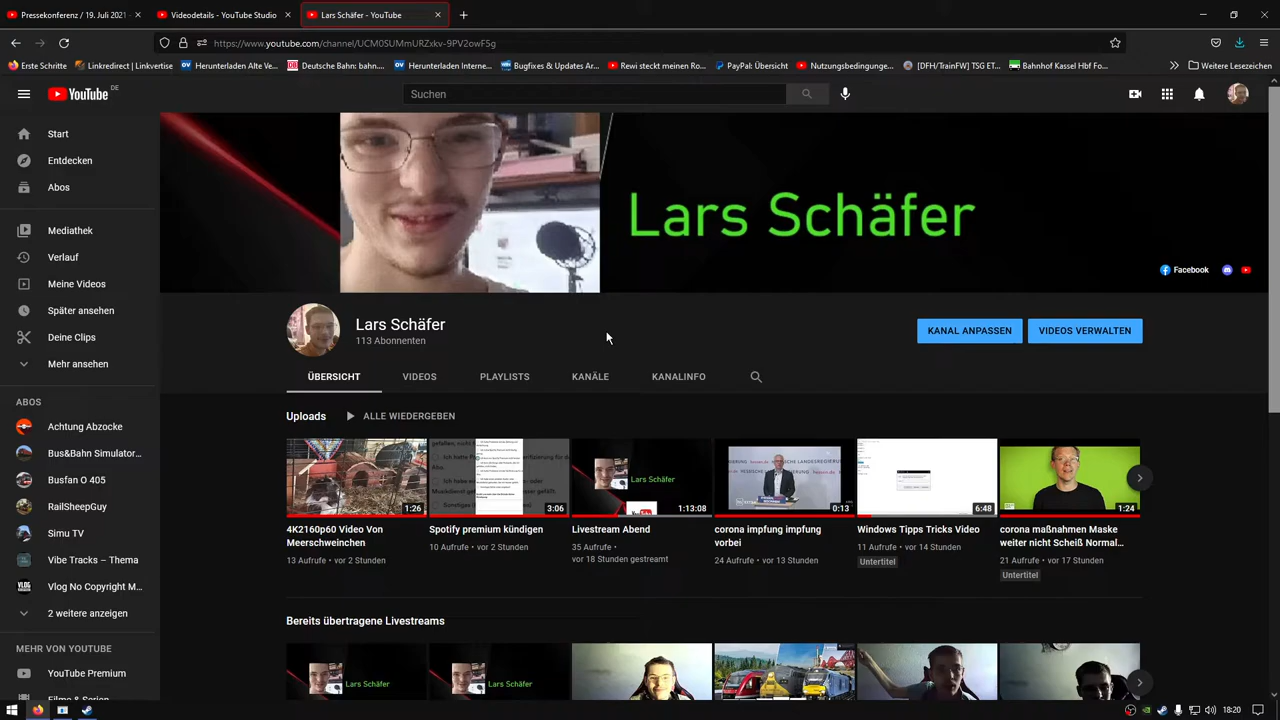 Pressekonferenz / 19. Juli 2021 -
Videodetails - YouTube Studio
Lars Schäfer - YouTube
https://www.youtube.com/channel/UCM0SUMmURZxkv-9PV2owF5g
Erste Schritte
Linkredirect | Linkvertise
Herunterladen Alte Ve...
Deutsche Bahn: bahn....
Herunterladen Interne...
Bugfixes & Updates Ar...
Rewi steckt meinen Ro...
PayPal: Übersicht
Nutzungsbedingunge...
[DFH/TrainFW] TSG ET...
Bahnhof Kassel Hbf Fo...
Weitere Lesezeichen
YouTube DE
Suchen
Start
Entdecken
Abos
Mediathek
Verlauf
Meine Videos
Später ansehen
Deine Clips
Mehr ansehen
ABOS
Achtung Abzocke
RailSheepGuy
Simu TV
Vibe Tracks – Thema
Vlog No Copyright M...
2 weitere anzeigen
MEHR VON YOUTUBE
YouTube Premium
Filme & Serien
Lars Schäfer
Facebook
Lars Schäfer
113 Abonnenten
KANAL ANPASSEN
VIDEOS VERWALTEN
ÜBERSICHT
VIDEOS
PLAYLISTS
KANÄLE
KANALINFO
Uploads
ALLE WIEDERGEBEN
Lars Schäfer
1:26
3:06
1:13:08
0:13
6:48
1:24
4K2160p60 Video Von
Meerschweinchen
13 Aufrufe • vor 2 Stunden
Spotify premium kündigen
10 Aufrufe • vor 2 Stunden
Livestream Abend
35 Aufrufe •
vor 18 Stunden gestreamt
corona impfung impfung
vorbei
24 Aufrufe • vor 13 Stunden
Windows Tipps Tricks Video
11 Aufrufe • vor 14 Stunden
Untertitel
corona maßnahmen Maske
weiter nicht Scheiß Normal...
21 Aufrufe • vor 17 Stunden
Untertitel
Bereits übertragene Livestreams
Lars Schäfer
Lars Schäfer
18:20